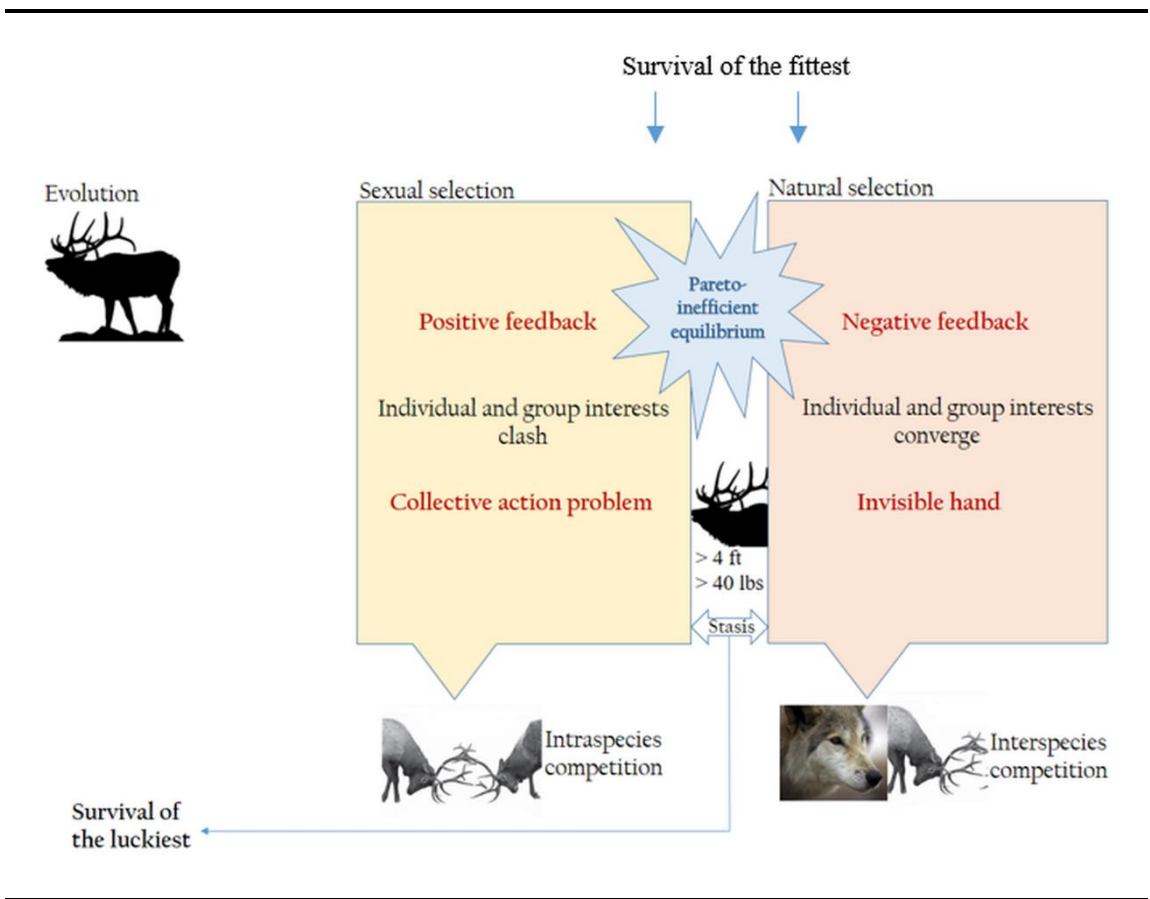 Survival of the fittest
Evolution
Sexual selection
Natural selection
Pareto-
inefficient
equilibrium
Positive feedback
Negative feedback
Individual and group interests
clash
Individual and group interests
converge
Collective action problem
Invisible hand
> 4 ft
> 40 lbs
Stasis
Intraspecies
competition
Interspecies
competition
Survival of
the luckiest